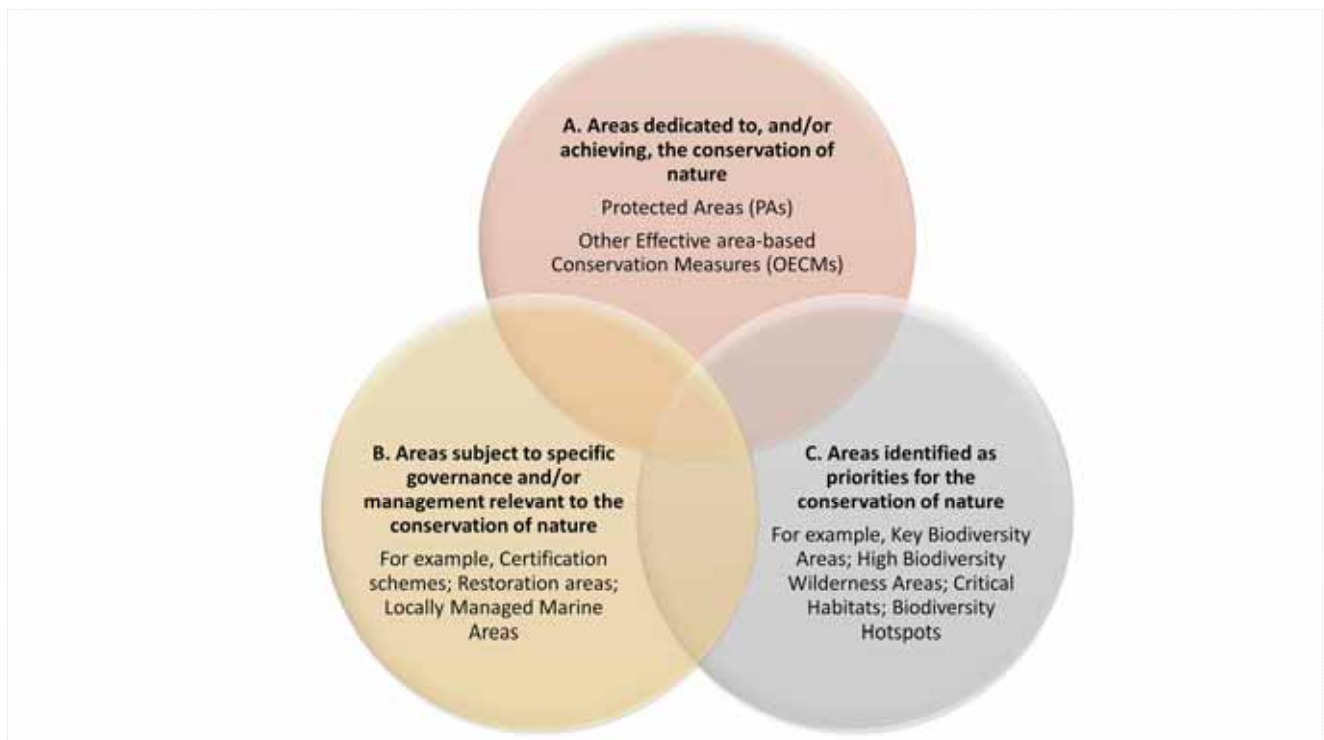 A. Areas dedicated to, and/or
achieving, the conservation of
nature
Protected Areas (PAs)
Other Effective area-based
Conservation Measures (OECMs)
B. Areas subject to specific
governance and/or
management relevant to the
conservation of nature
For example, Certification
schemes; Restoration areas;
Locally Managed Marine
Areas
C. Areas identified as
priorities for the
conservation of nature
For example, Key Biodiversity
Areas; High Biodiversity
Wilderness Areas; Critical
Habitats; Biodiversity
Hotspots